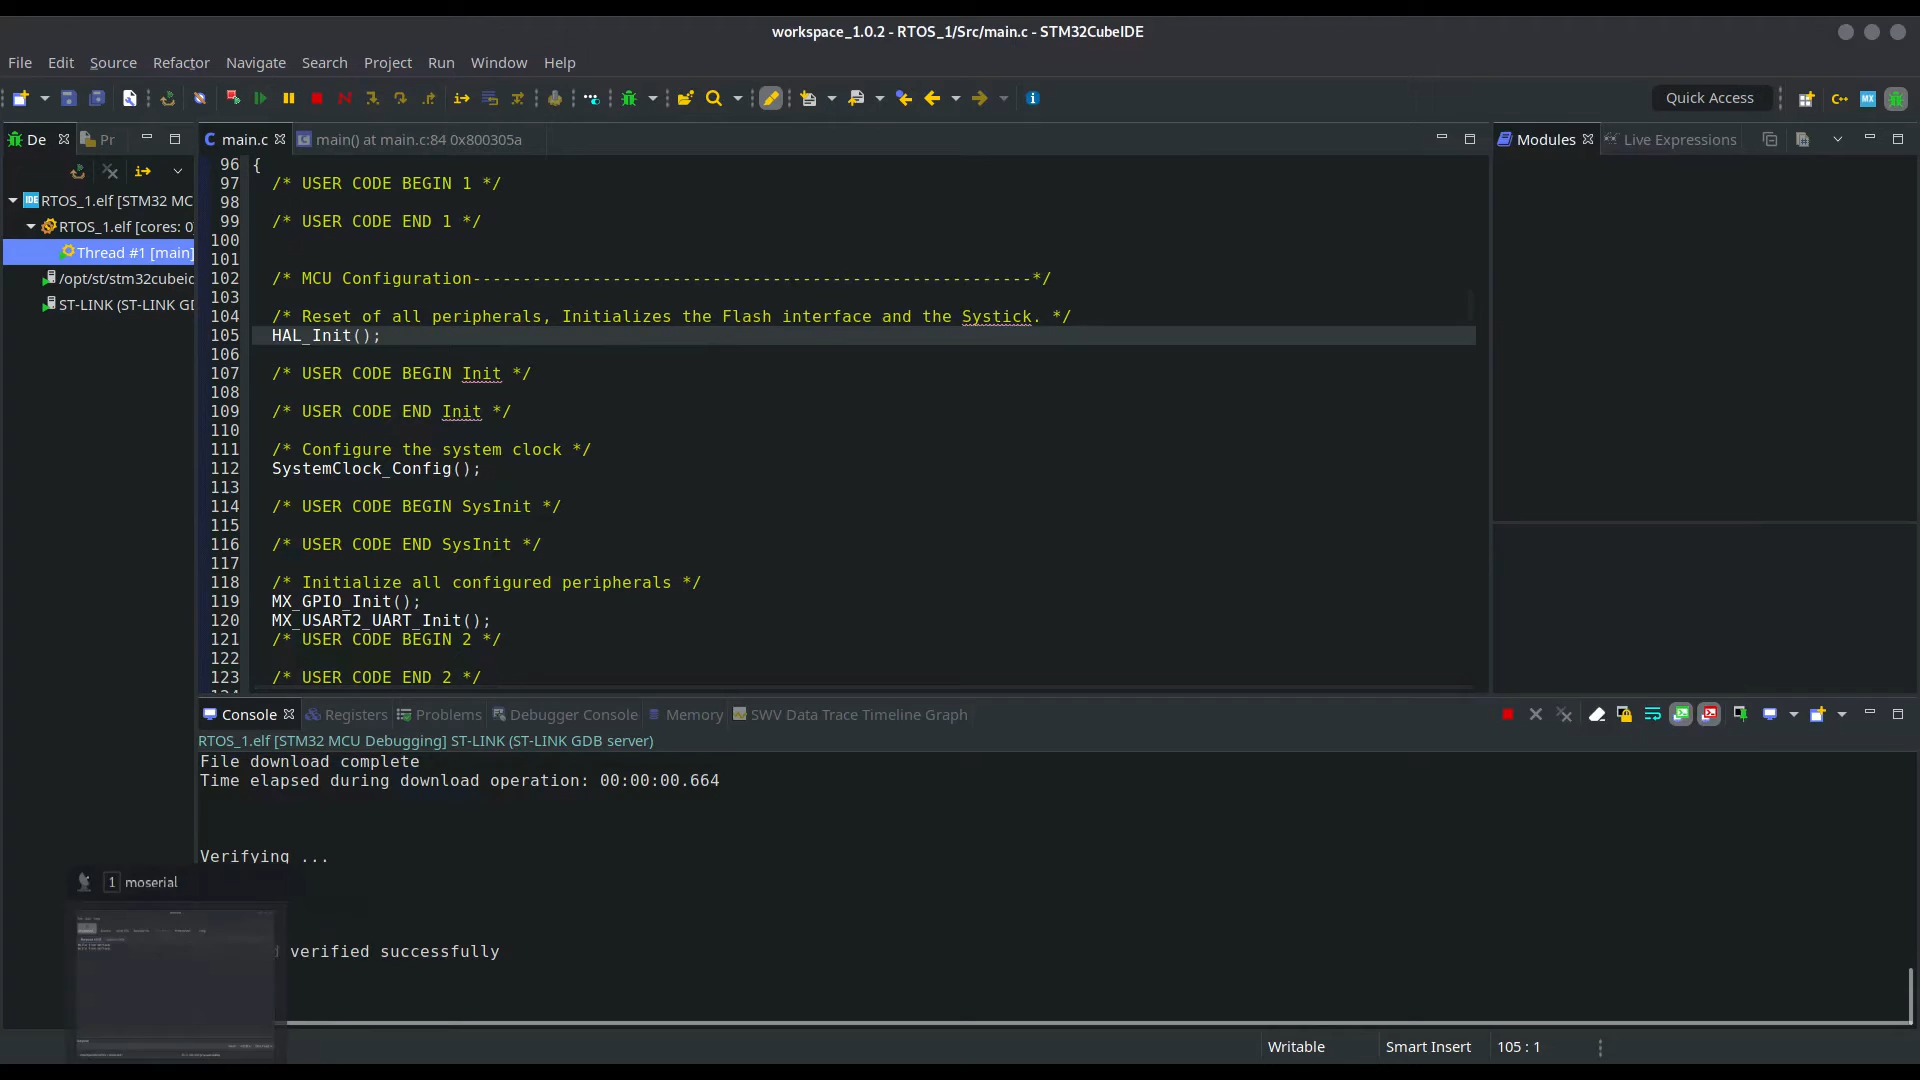 workspace_1.0.2 - RTOS_1/Src/main.c - STM32CubeIDE
File Edit Source Refactor Navigate Search Project Run Window Help
Quick Access
De Pr
main.c main() at main.c:84 0x800305a
Modules Live Expressions
RTOS_1.elf [STM32 MC
RTOS_1.elf [cores: 0]
Thread #1 [main]
/opt/st/stm32cubeid
ST-LINK (ST-LINK GD
96 {
97 /* USER CODE BEGIN 1 */
98
99 /* USER CODE END 1 */
100
101
102 /* MCU Configuration--------------------------------------------------------*/
103
104 /* Reset of all peripherals, Initializes the Flash interface and the Systick. */
105 HAL_Init();
106
107 /* USER CODE BEGIN Init */
108
109 /* USER CODE END Init */
110
111 /* Configure the system clock */
112 SystemClock_Config();
113
114 /* USER CODE BEGIN SysInit */
115
116 /* USER CODE END SysInit */
117
118 /* Initialize all configured peripherals */
119 MX_GPIO_Init();
120 MX_USART2_UART_Init();
121 /* USER CODE BEGIN 2 */
122
123 /* USER CODE END 2 */
Console Registers Problems Debugger Console Memory SWV Data Trace Timeline Graph
RTOS_1.elf [STM32 MCU Debugging] ST-LINK (ST-LINK GDB server)
File download complete
Time elapsed during download operation: 00:00:00.664
Verifying ...
1 moserial
verified successfully
Writable Smart Insert 105 : 1